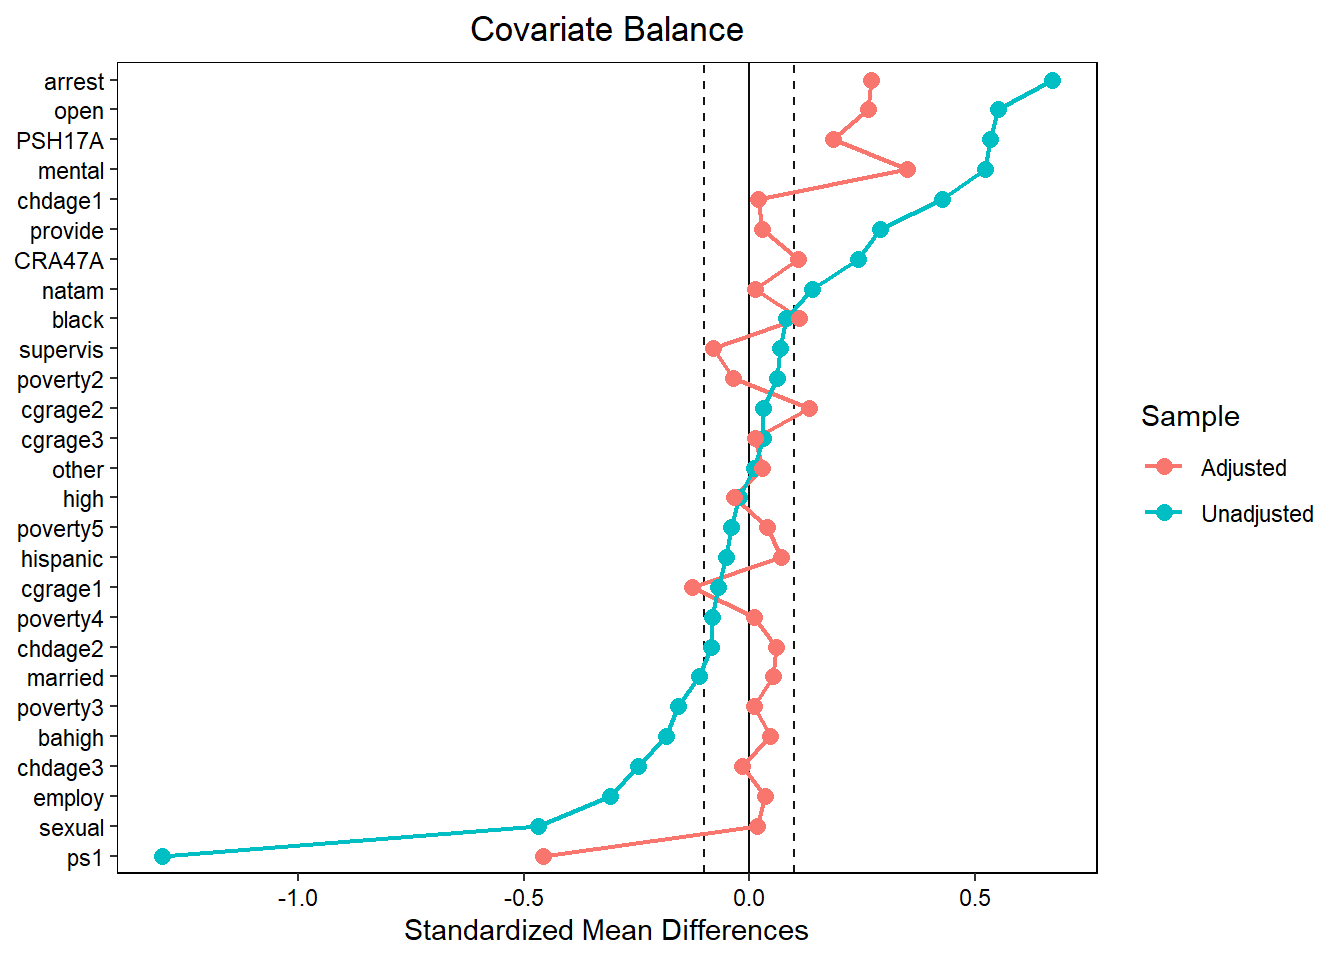 Covariate Balance
arrest
open
PSH17A
mental
chdage1
provide
CRA47A
natam
black
supervis
poverty2
cgrage2
cgrage3
other
high
poverty5
hispanic
cgrage1
poverty4
chdage2
married
poverty3
bahigh
chdage3
employ
sexual
ps1
-1.0 -0.5 0.0 0.5
Standardized Mean Differences
Sample
Adjusted
Unadjusted